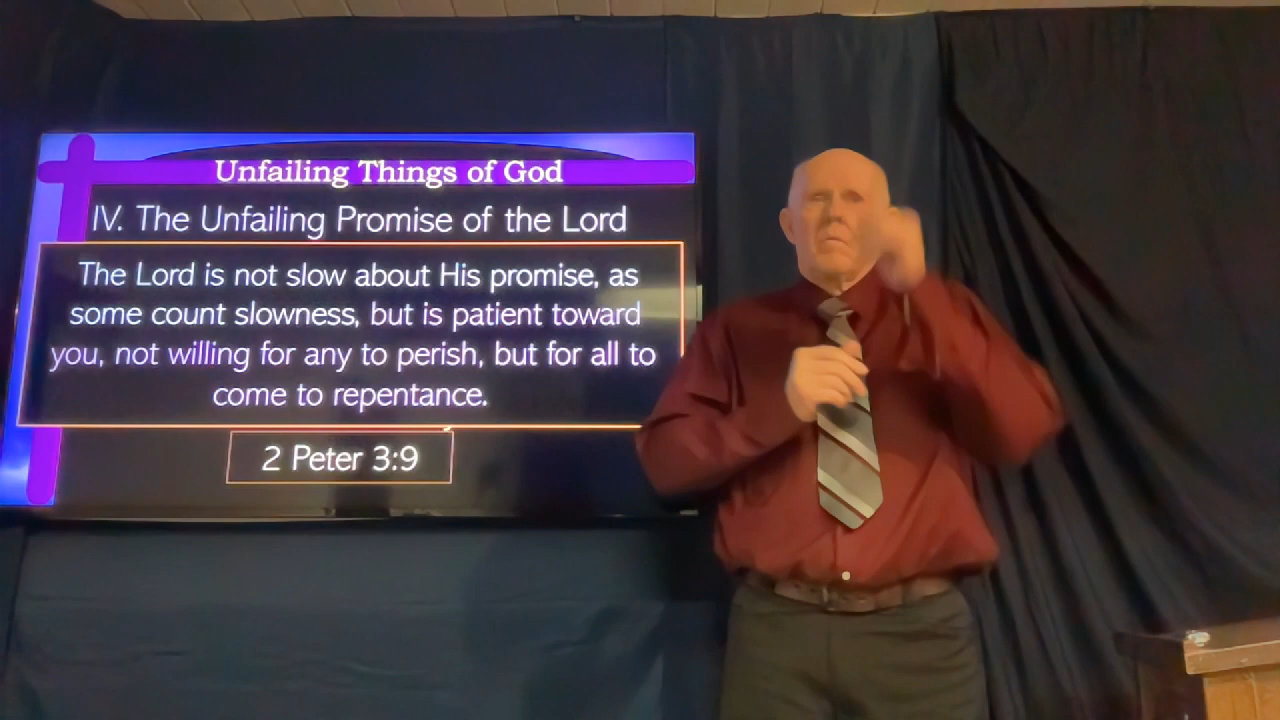 Unfailing Things of God
IV. The Unfailing Promise of the Lord
The Lord is not slow about His promise, as
some count slowness, but is patient toward
you, not willing for any to perish, but for all to
come to repentance.
2 Peter 3:9